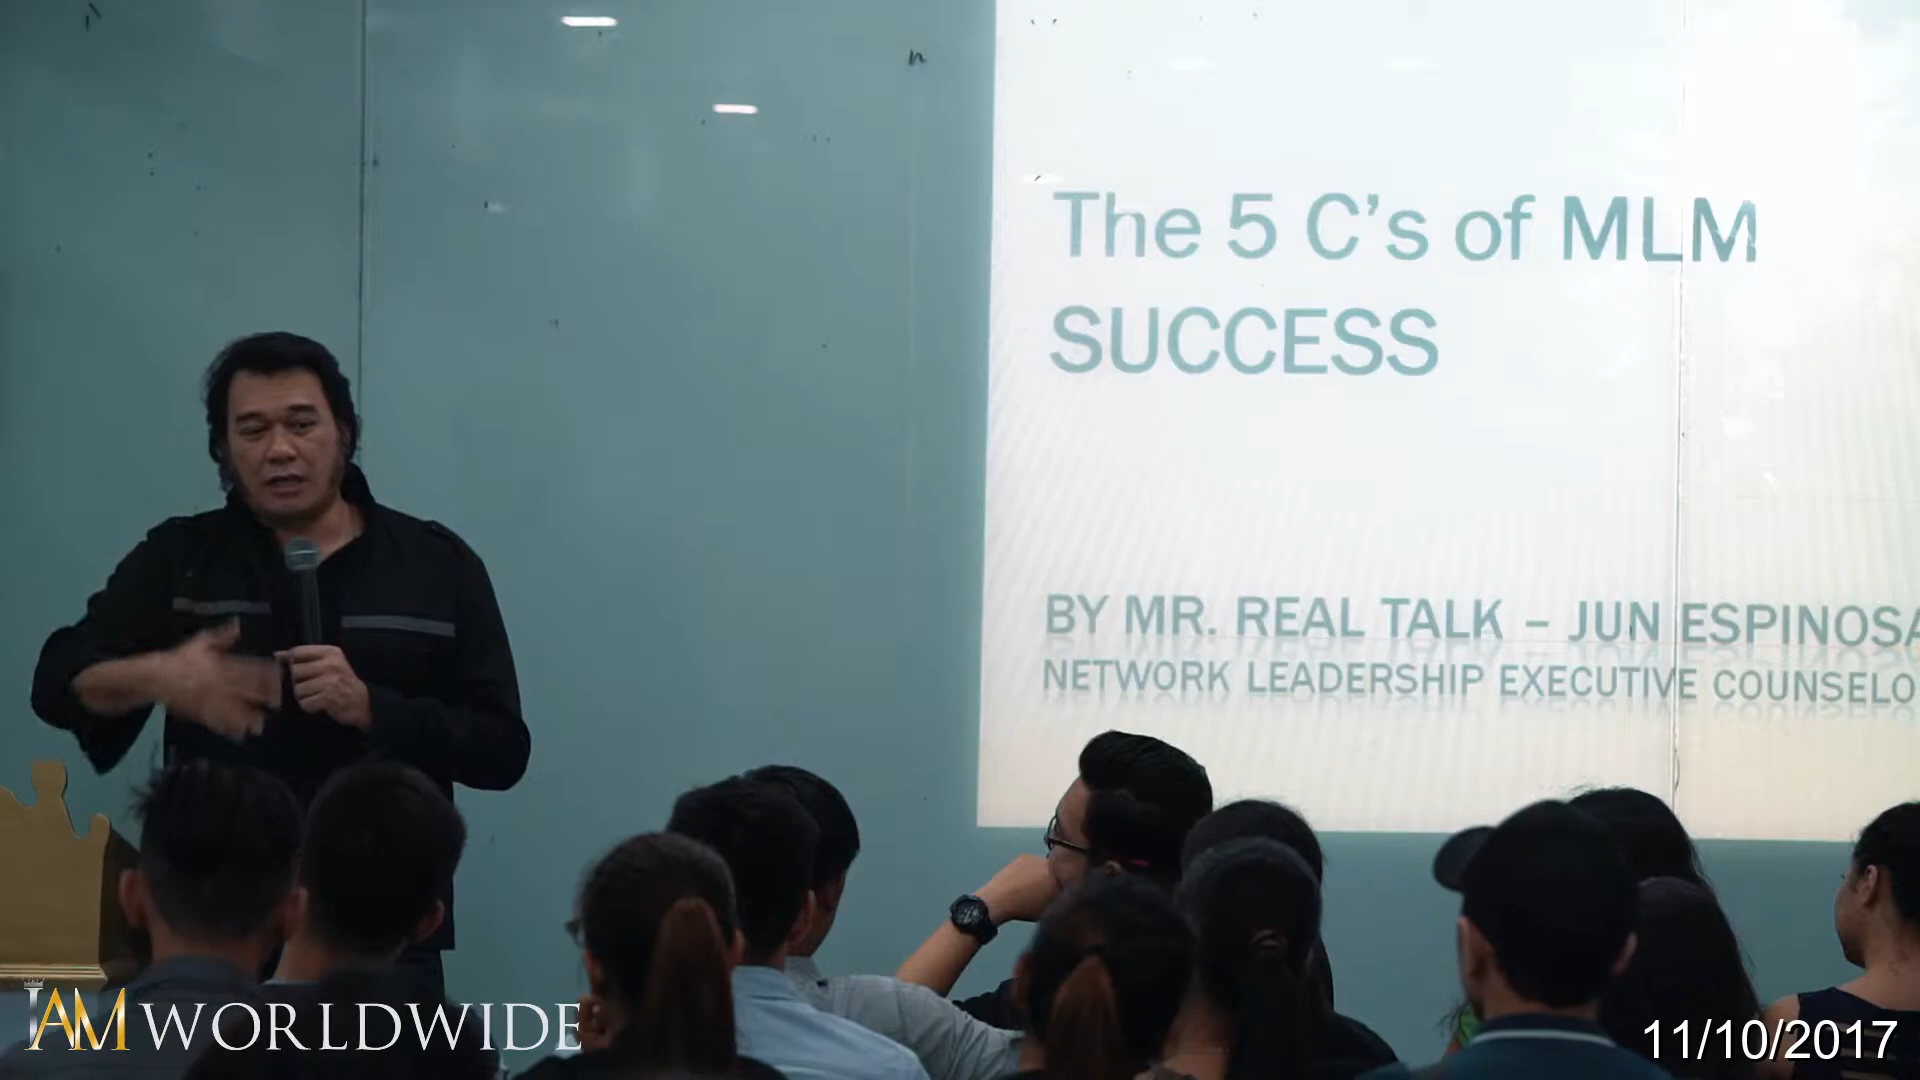 The 5 C's of MLM
SUCCESS
BY MR. REAL TALK – JUN ESPINOSA
NETWORK LEADERSHIP EXECUTIVE COUNSELO
IAM WORLDWIDE
11/10/2017